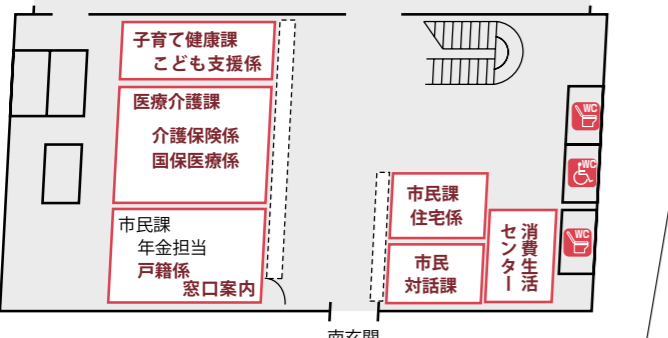 子育て健康課
こども支援係
医療介護課
介護保険係
国保医療係
市民課
年金担当
戸籍係
窓口案内
市民課
住宅係
市民
対話課
消費生活
センター
WC
WC
WC
南玄関